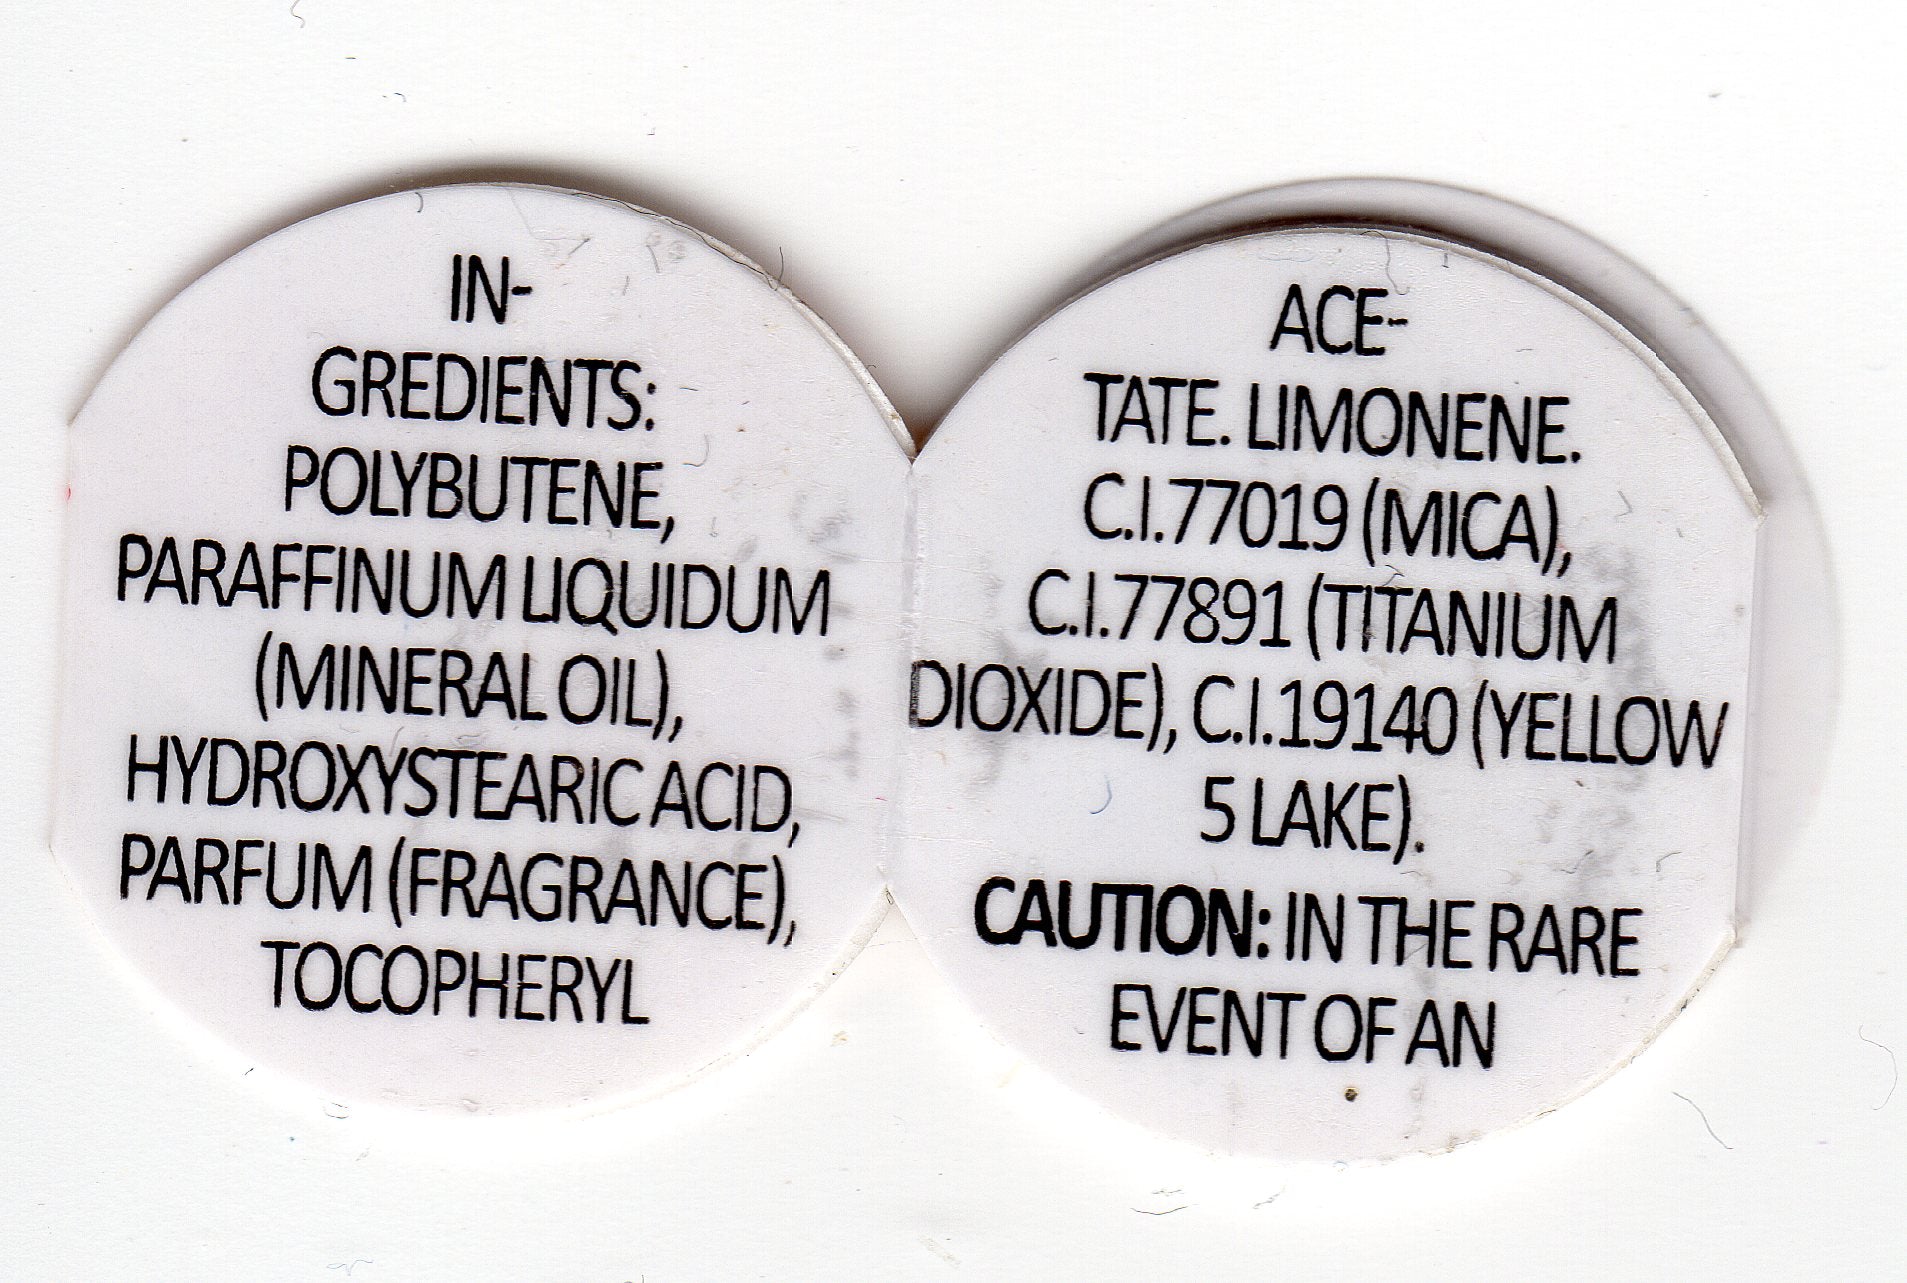 IN-
GREDIENTS:
POLYBUTENE,
PARAFFINUM LIQUIDUM
(MINERAL OIL),
HYDROXYSTEARIC ACID,
PARFUM (FRAGRANCE),
TOCOPHERYL
ACE-
TATE. LIMONENE.
C.I.77019 (MICA),
C.I.77891 (TITANIUM
DIOXIDE), C.I.19140 (YELLOW
5 LAKE).
CAUTION: IN THE RARE
EVENT OF AN